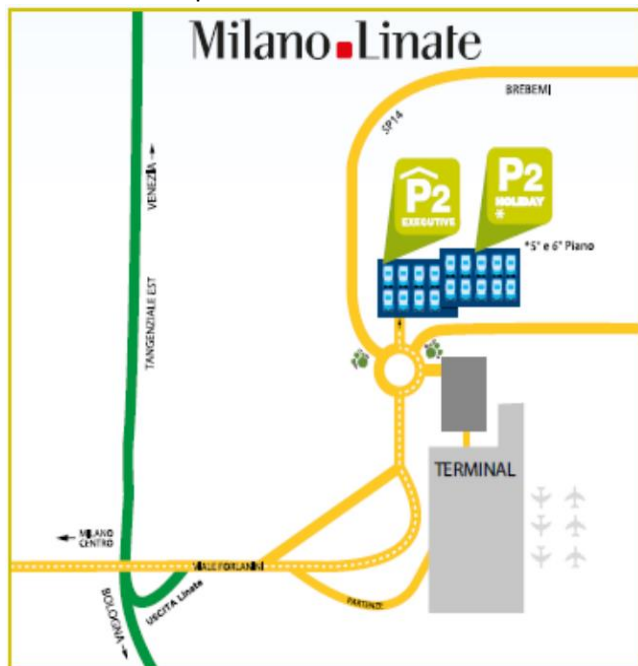 Milano Linate
BREBEMI
SP14
P2
EXECUTIVE
P2
HOLIDAY
*
*5° e 6° Piano
VENEZIA
TANGENZIALE EST
TERMINAL
MILANO
CENTRO
VIALE FORLANINI
USCITA Linate
PARTENZE
BOLOGNA